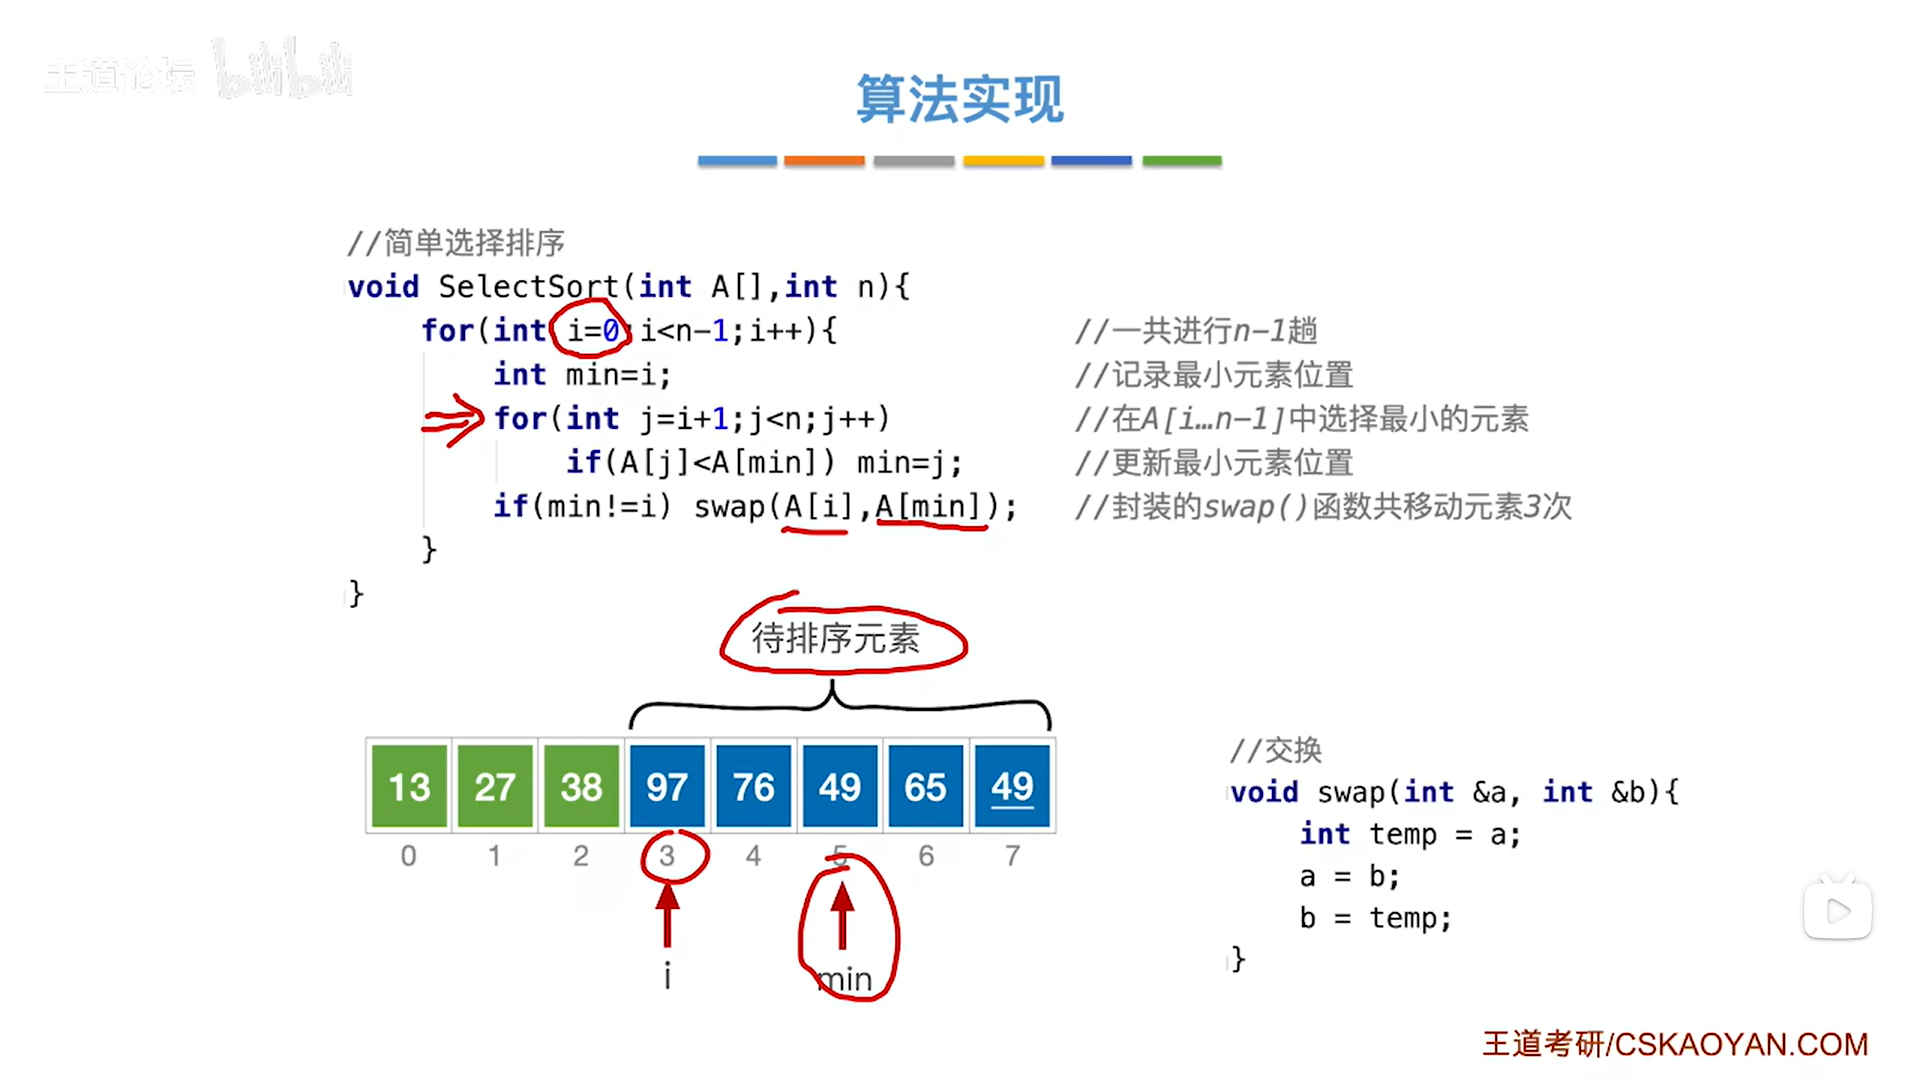 王道论坛 bilibili
算法实现
//简单选择排序
void SelectSort(int A[],int n){
for(int i=0;i<n-1;i++){ //一共进行n-1趟
int min=i; //记录最小元素位置
for(int j=i+1;j<n;j++) //在A[i…n-1]中选择最小的元素
if(A[j]<A[min]) min=j; //更新最小元素位置
if(min!=i) swap(A[i],A[min]); //封装的swap()函数共移动元素3次
}
}
待排序元素
13 27 38 97 76 49 65 49
0 1 2 3 4 5 6 7
i min
//交换
void swap(int &a, int &b){
int temp = a;
a = b;
b = temp;
}
王道考研/CSKAOYAN.COM